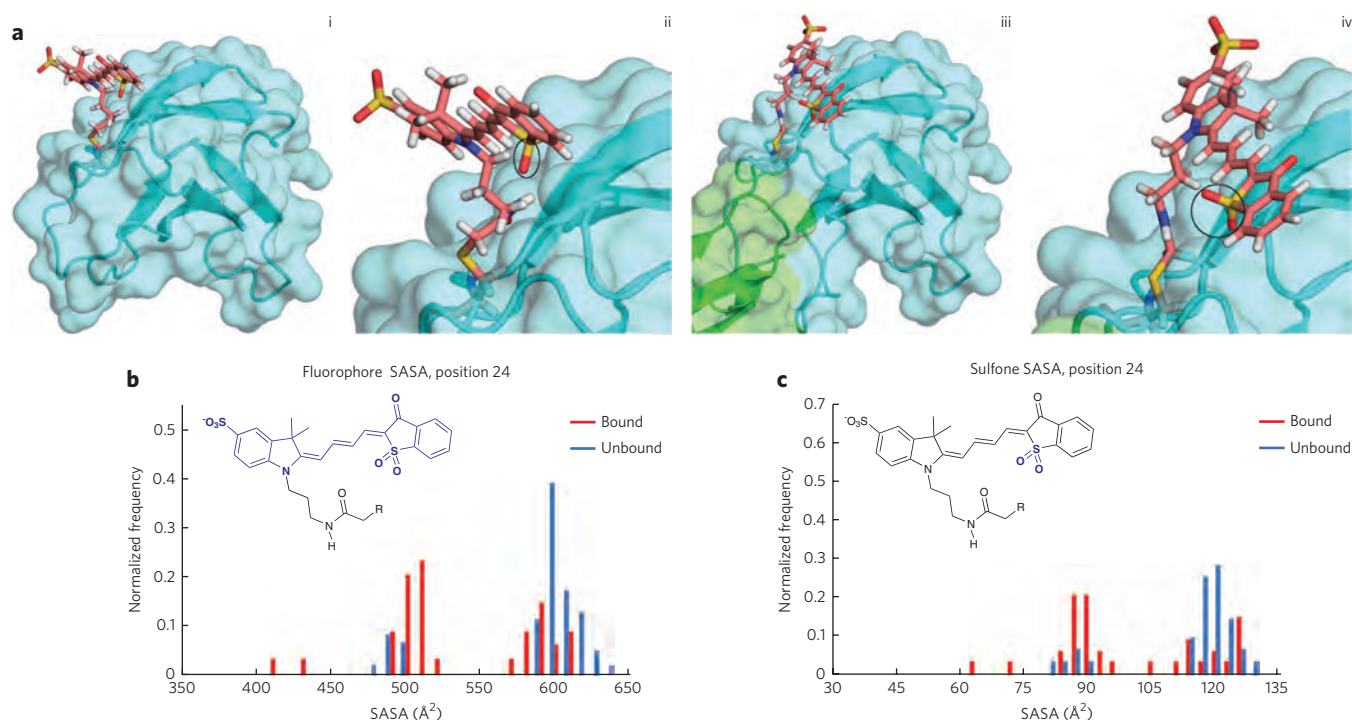 a
i
ii
iii
iv
b
Fluorophore SASA, position 24
Normalized frequency
0.5
0.4
0.3
0.2
0.1
0
350
400
450
500
550
600
650
SASA (Å²)
Bound
Unbound
⁻O₃S
O
S
O
O
N
O
N
H
R
c
Sulfone SASA, position 24
Normalized frequency
0.7
0.6
0.5
0.4
0.3
0.2
0.1
0
30
45
60
75
90
105
120
135
SASA (Å²)
Bound
Unbound
⁻O₃S
O
S
O
O
N
O
N
H
R